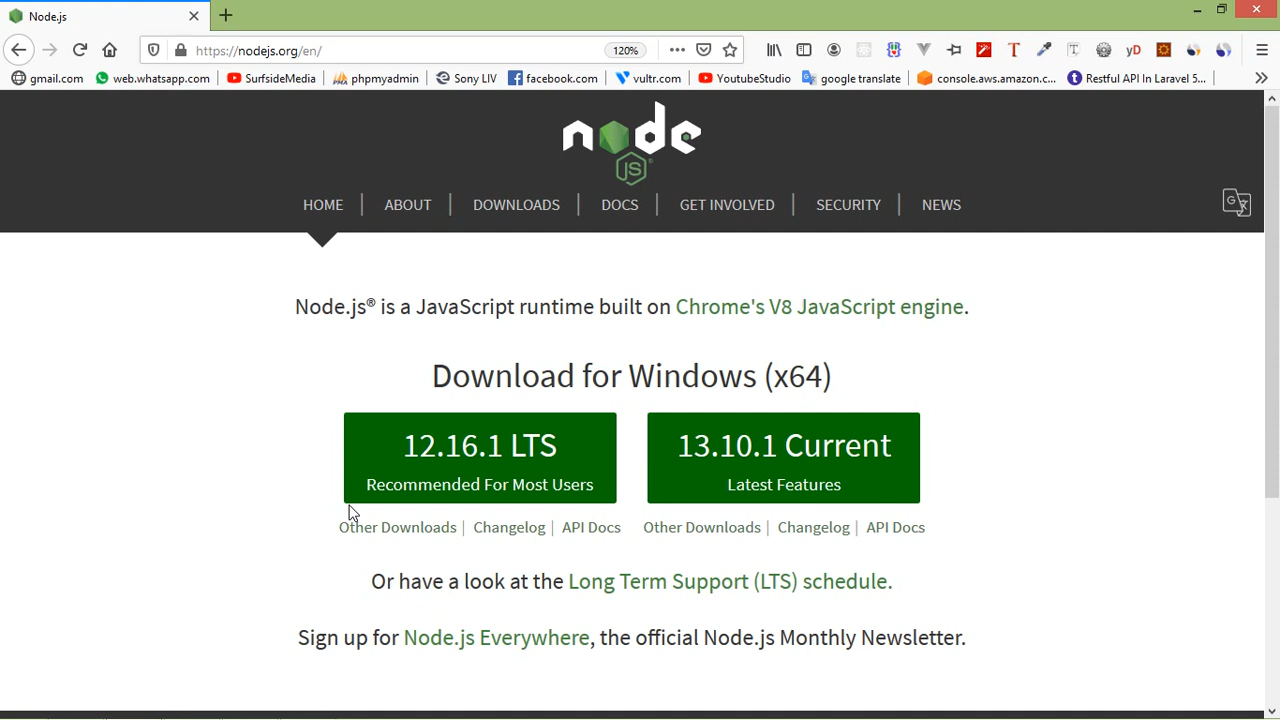 Node.js
https://nodejs.org/en/
120%
gmail.com
web.whatsapp.com
SurfsideMedia
phpmyadmin
Sony LIV
facebook.com
vultr.com
YoutubeStudio
google translate
console.aws.amazon.c...
Restful API In Laravel 5...
node
JS
HOME | ABOUT | DOWNLOADS | DOCS | GET INVOLVED | SECURITY | NEWS
Node.js® is a JavaScript runtime built on Chrome's V8 JavaScript engine.
Download for Windows (x64)
12.16.1 LTS
Recommended For Most Users
13.10.1 Current
Latest Features
Other Downloads | Changelog | API Docs
Other Downloads | Changelog | API Docs
Or have a look at the Long Term Support (LTS) schedule.
Sign up for Node.js Everywhere, the official Node.js Monthly Newsletter.